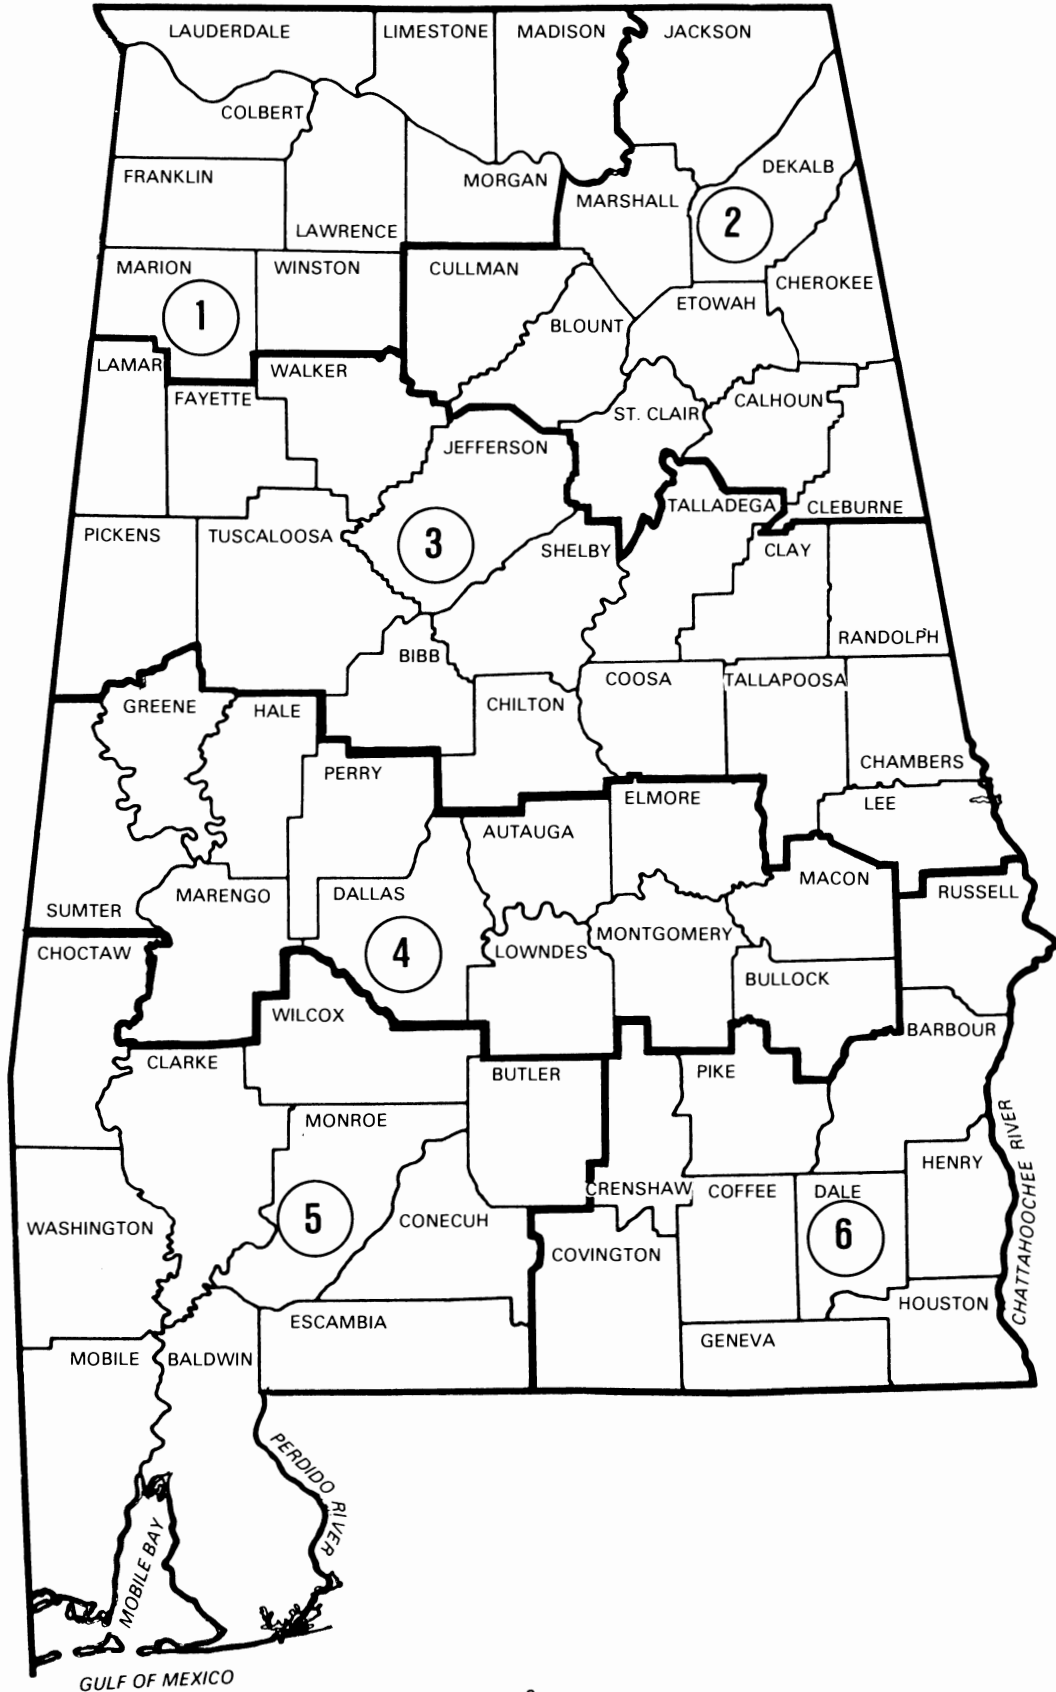 LAUDERDALE
LIMESTONE
MADISON
JACKSON
COLBERT
DEKALB
FRANKLIN
MORGAN
MARSHALL
2
LAWRENCE
MARION
WINSTON
CULLMAN
CHEROKEE
1
ETOWAH
BLOUNT
LAMAR
WALKER
FAYETTE
ST. CLAIR
CALHOUN
JEFFERSON
TALLADEGA
CLEBURNE
PICKENS
TUSCALOOSA
3
SHELBY
CLAY
RANDOLPH
BIBB
COOSA
TALLAPOOSA
GREENE
HALE
CHILTON
PERRY
CHAMBERS
ELMORE
LEE
AUTAUGA
MACON
MARENGO
DALLAS
RUSSELL
SUMTER
MONTGOMERY
CHOCTAW
4
LOWNDES
BULLOCK
WILCOX
BARBOUR
CLARKE
BUTLER
PIKE
MONROE
HENRY
CHATTAHOOCHEE RIVER
CRENSHAW
COFFEE
DALE
WASHINGTON
5
CONECUH
6
COVINGTON
HOUSTON
ESCAMBIA
GENEVA
MOBILE
BALDWIN
PERDIDO RIVER
MOBILE BAY
GULF OF MEXICO